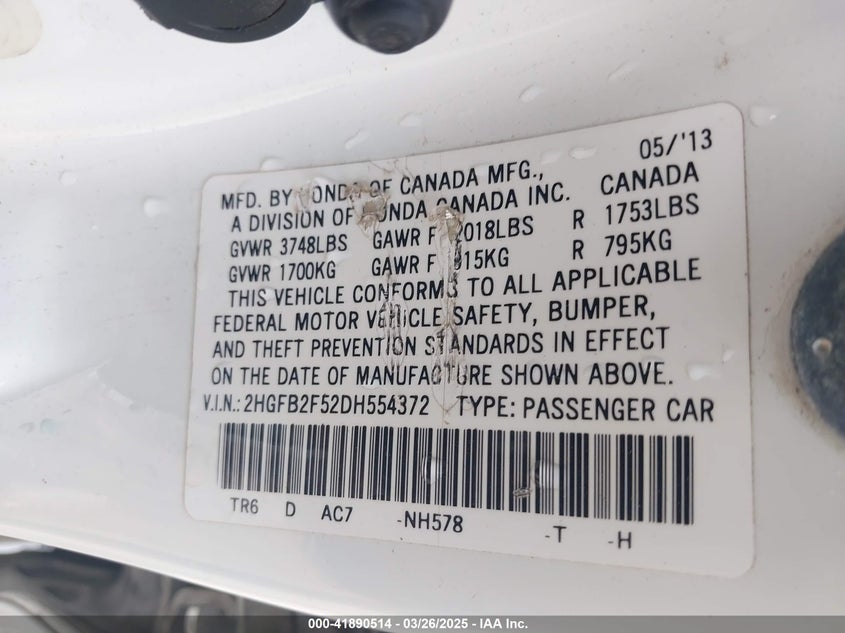 05/'13
MFD. BY HONDA OF CANADA MFG.,
A DIVISION OF HONDA CANADA INC. CANADA
GVWR 3748LBS GAWR F 2018LBS R 1753LBS
GVWR 1700KG GAWR F 915KG R 795KG
THIS VEHICLE CONFORMS TO ALL APPLICABLE
FEDERAL MOTOR VEHICLE SAFETY, BUMPER,
AND THEFT PREVENTION STANDARDS IN EFFECT
ON THE DATE OF MANUFACTURE SHOWN ABOVE.
V.I.N.: 2HGFB2F52DH554372 TYPE: PASSENGER CAR
TR6 D AC7 -NH578 -T -H
000-41890514 - 03/26/2025 - IAA Inc.